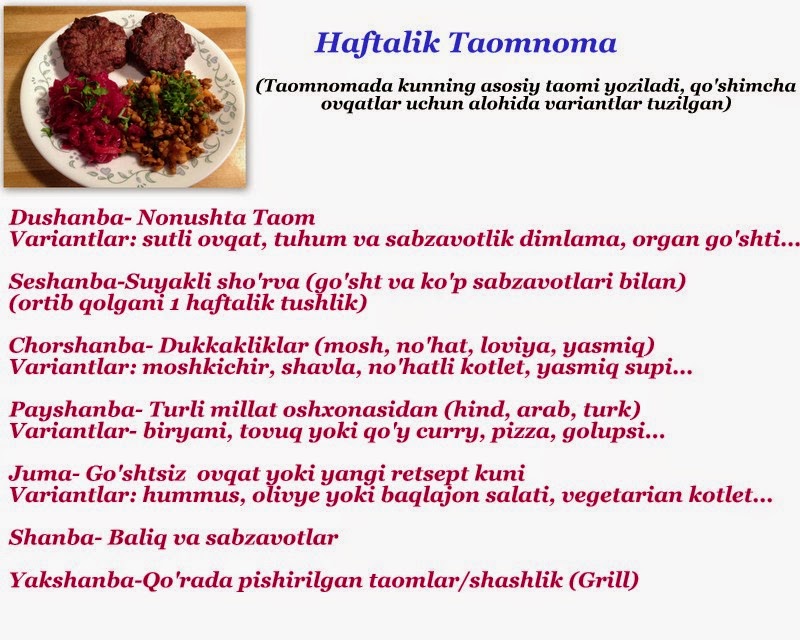 Haftalik Taomnoma
(Taomnomada kunning asosiy taomi yoziladi, qo'shimcha
ovqatlar uchun alohida variantlar tuzilgan)
Dushanba- Nonushta Taom
Variantlar: sutli ovqat, tuhum va sabzavotlik dimlama, organ go'shti...
Seshanba-Suyakli sho'rva (go'sht va ko'p sabzavotlari bilan)
(ortib qolgani 1 haftalik tushlik)
Chorshanba- Dukkakliklar (mosh, no'hat, loviya, yasmiq)
Variantlar: moshkichir, shavla, no'hatli kotlet, yasmiq supi...
Payshanba- Turli millat oshxonasidan (hind, arab, turk)
Variantlar- biryani, tovuq yoki qo'y curry, pizza, golupsi...
Juma- Go'shtsiz  ovqat yoki yangi retsept kuni
Variantlar: hummus, olivye yoki baqlajon salati, vegetarian kotlet...
Shanba- Baliq va sabzavotlar
Yakshanba-Qo'rada pishirilgan taomlar/shashlik (Grill)